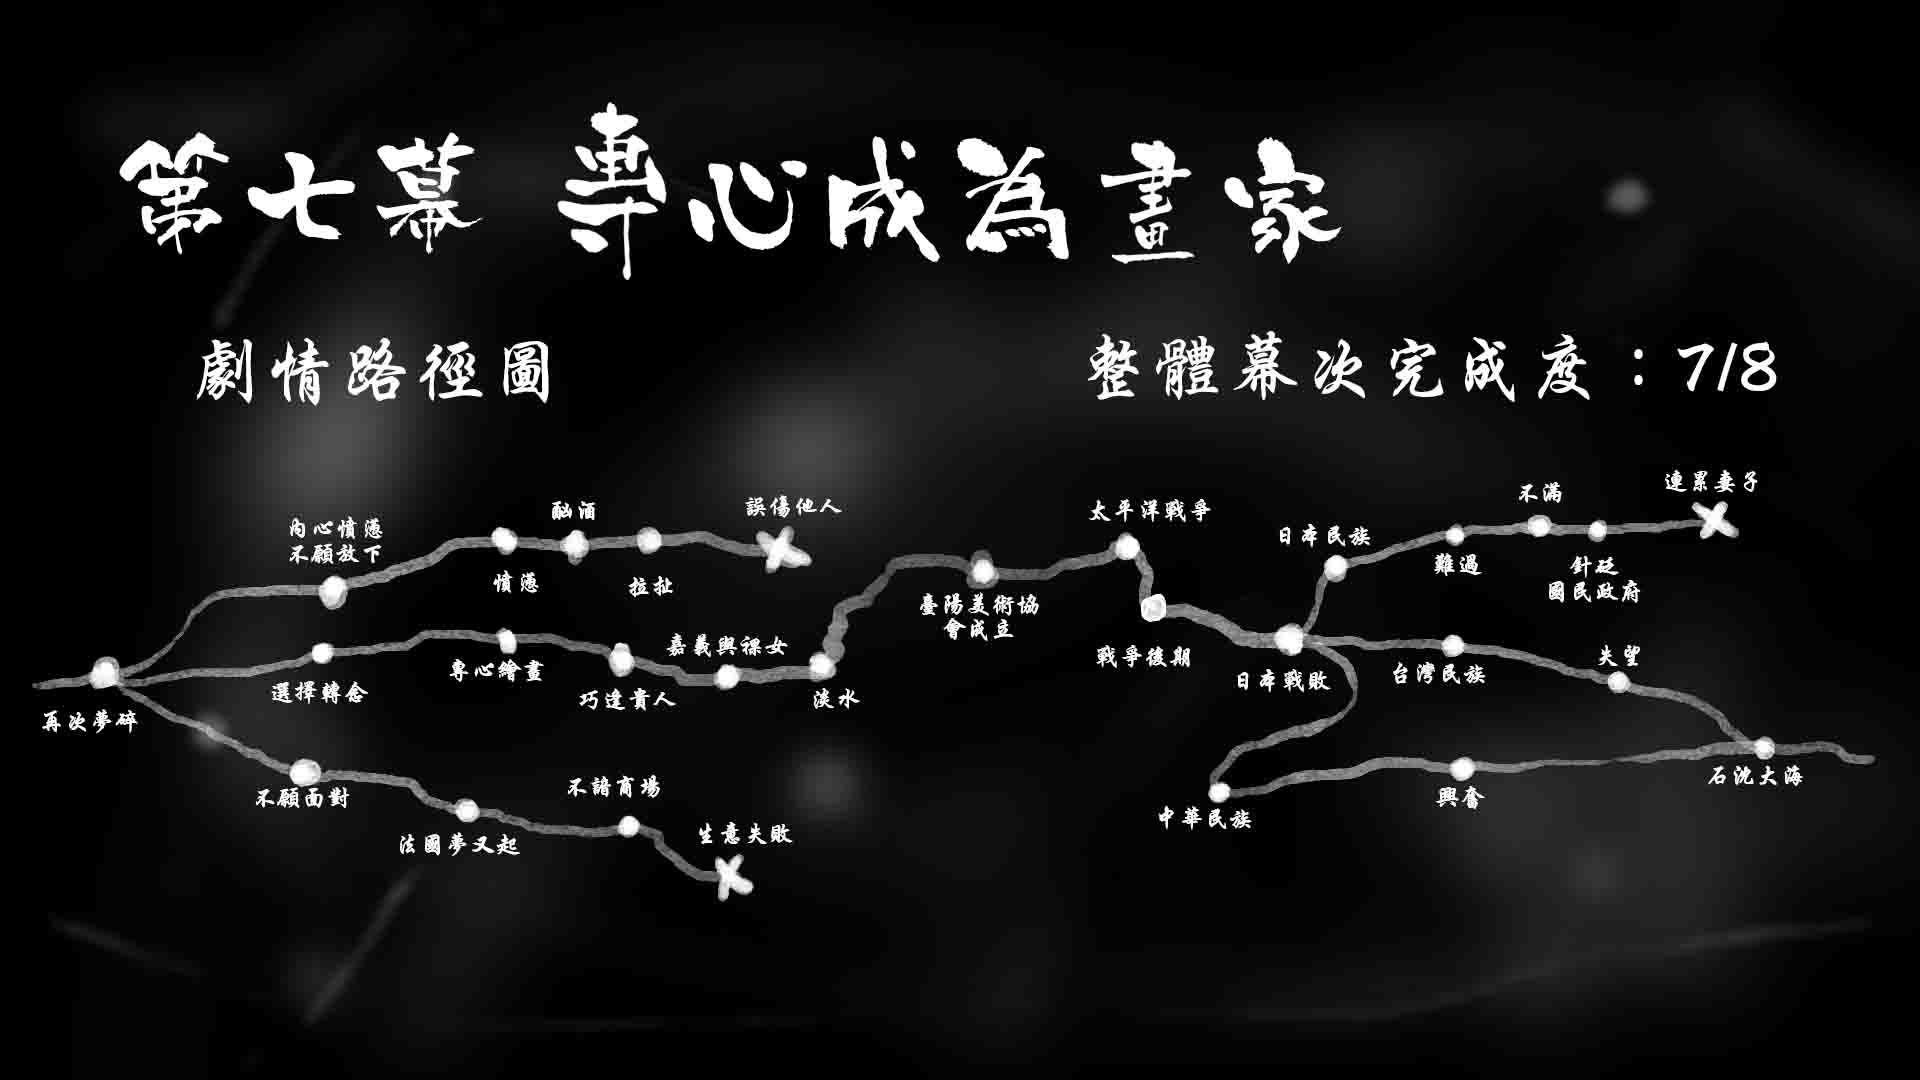 第七幕 專心成為畫家
劇情路徑圖
整體幕次完成度：7/8
再次夢碎
內心憤懣
不願放下
憤懣
酗酒
拉扯
誤傷他人
選擇轉念
專心繪畫
巧逢貴人
嘉義與裸女
淡水
不願面對
法國夢又起
不諳商場
生意失敗
臺陽美術協
會成立
太平洋戰爭
戰爭後期
日本戰敗
日本民族
難過
不滿
針砭
國民政府
連累妻子
台灣民族
失望
中華民族
興奮
石沈大海